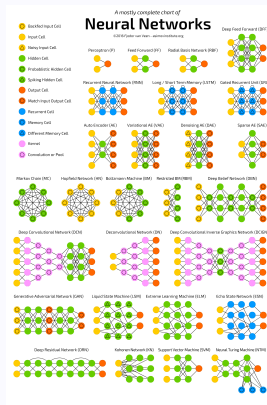 A mostly complete chart of
Neural Networks
©2016 Fjodor van Veen - asimovinstitute.org
Backfed Input Cell
Input Cell
Noisy Input Cell
Hidden Cell
Probablistic Hidden Cell
Spiking Hidden Cell
Output Cell
Match Input Output Cell
Recurrent Cell
Memory Cell
Different Memory Cell
Kernel
Convolution or Pool
Perceptron (P)
Feed Forward (FF)
Radial Basis Network (RBF)
Deep Feed Forward (DFF)
Recurrent Neural Network (RNN)
Long / Short Term Memory (LSTM)
Gated Recurrent Unit (GRU)
Auto Encoder (AE)
Variational AE (VAE)
Denoising AE (DAE)
Sparse AE (SAE)
Markov Chain (MC)
Hopfield Network (HN)
Boltzmann Machine (BM)
Restricted BM (RBM)
Deep Belief Network (DBN)
Deep Convolutional Network (DCN)
Deconvolutional Network (DN)
Deep Convolutional Inverse Graphics Network (DCIGN)
Generative Adversarial Network (GAN)
Liquid State Machine (LSM)
Extreme Learning Machine (ELM)
Echo State Network (ESN)
Deep Residual Network (DRN)
Kohonen Network (KN)
Support Vector Machine (SVM)
Neural Turing Machine (NTM)